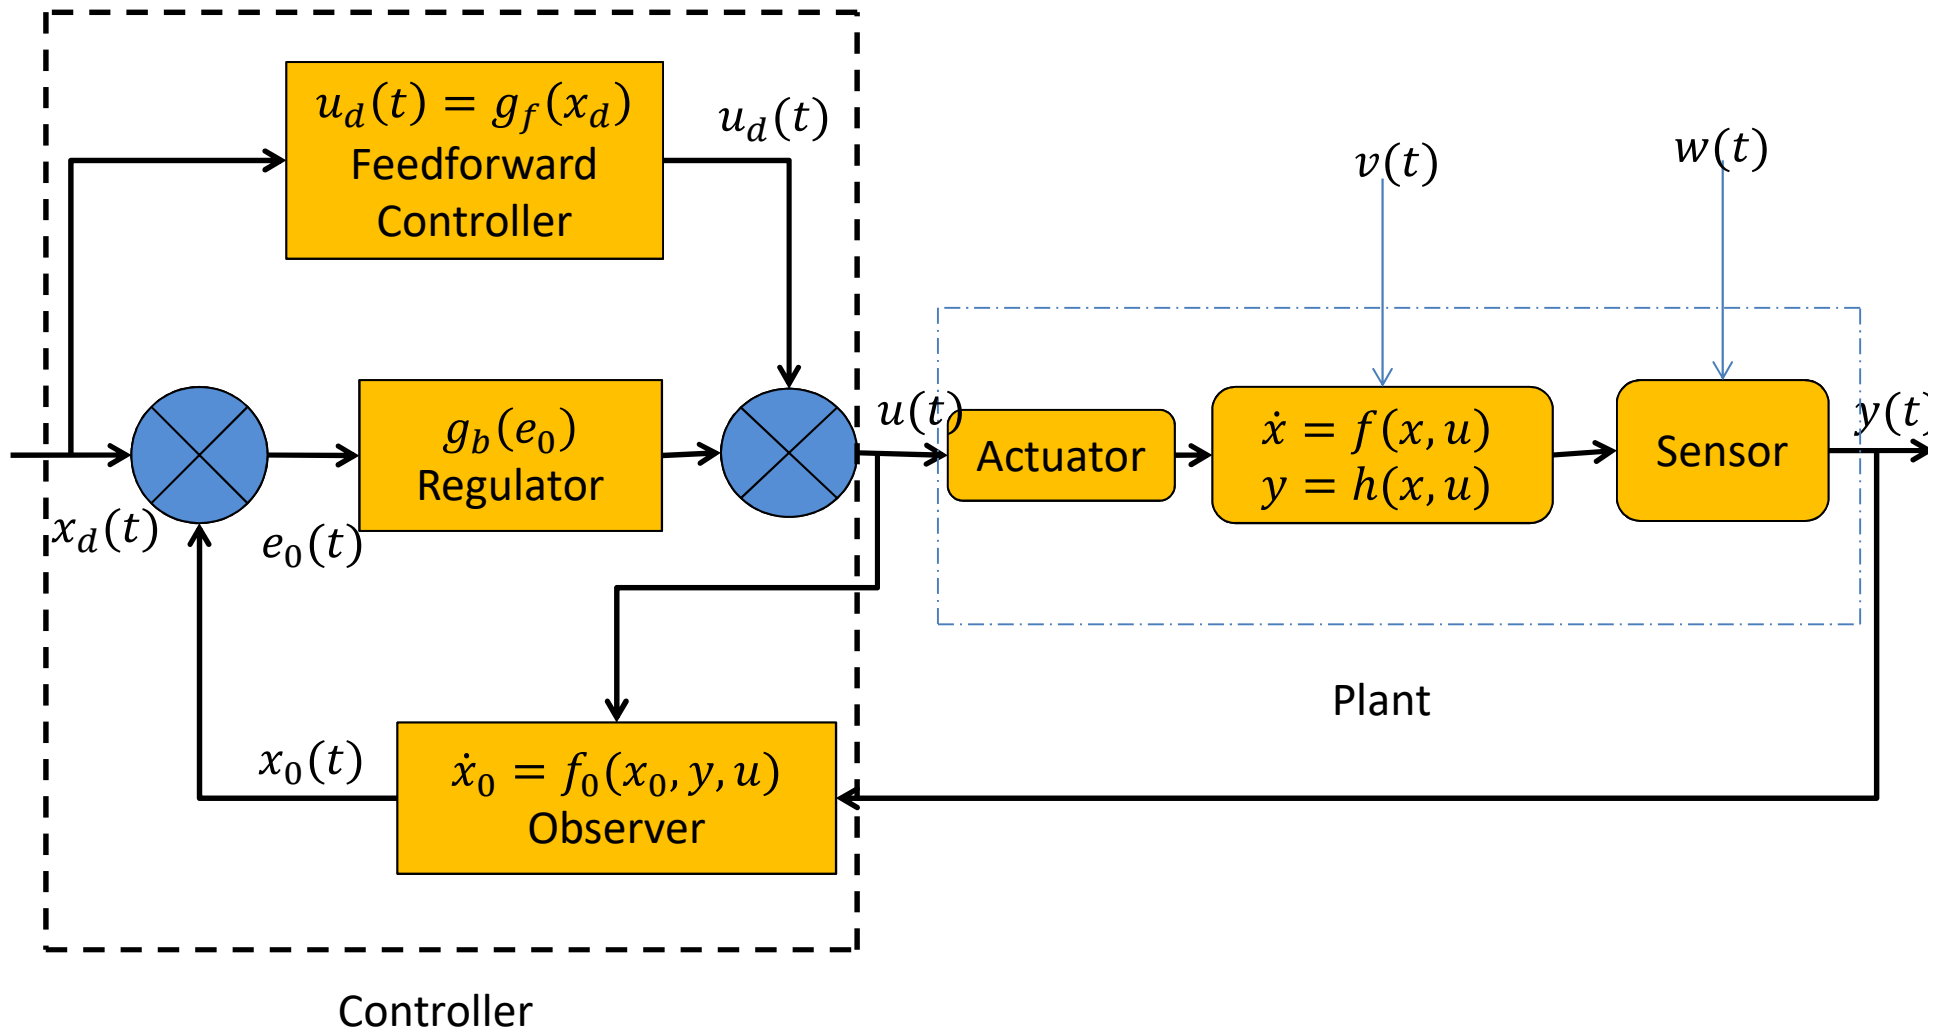 u_d(t) = g_f(x_d)
Feedforward
Controller
u_d(t)
v(t)
w(t)
x_d(t)
e_0(t)
g_b(e_0)
Regulator
u(t)
Actuator
ẋ = f(x, u)
y = h(x, u)
Sensor
y(t)
Plant
x_0(t)
ẋ_0 = f_0(x_0, y, u)
Observer
Controller